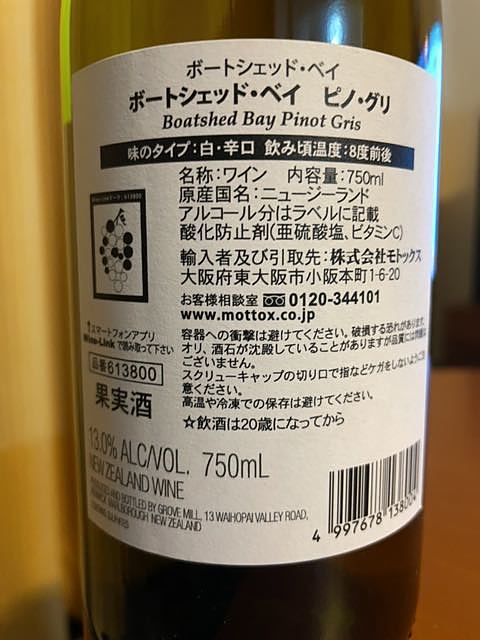 ボートシェッド・ベイ
ボートシェッド・ベイ ピノ・グリ
Boatshed Bay Pinot Gris
味のタイプ:白・辛口 飲み頃温度:8度前後
名称:ワイン 内容量:750ml
原産国名:ニュージーランド
アルコール分はラベルに記載
酸化防止剤(亜硫酸塩、ビタミンC)
輸入者及び引取先:株式会社モトックス
大阪府東大阪市小阪本町1-6-20
お客様相談室 0120-344101
www.mottox.co.jp
スマートフォンアプリ
Wine-Linkで読み取って下さい
品番613800
果実酒
容器への衝撃は避けてください。破損する恐れがあります。
オリ、酒石が沈殿していることがありますが品質には問題
ございません。
スクリューキャップの切り口で指などケガをしないようご注
意ください。
高温や冷凍での保存は避けてください。
☆飲酒は20歳になってから
13.0% ALC/VOL. 750mL
NEW ZEALAND WINE
PRODUCED AND BOTTLED BY GROVE MILL, 13 WAIHOPAI VALLEY ROAD,
MARLBOROUGH, NEW ZEALAND
4 997678 138004